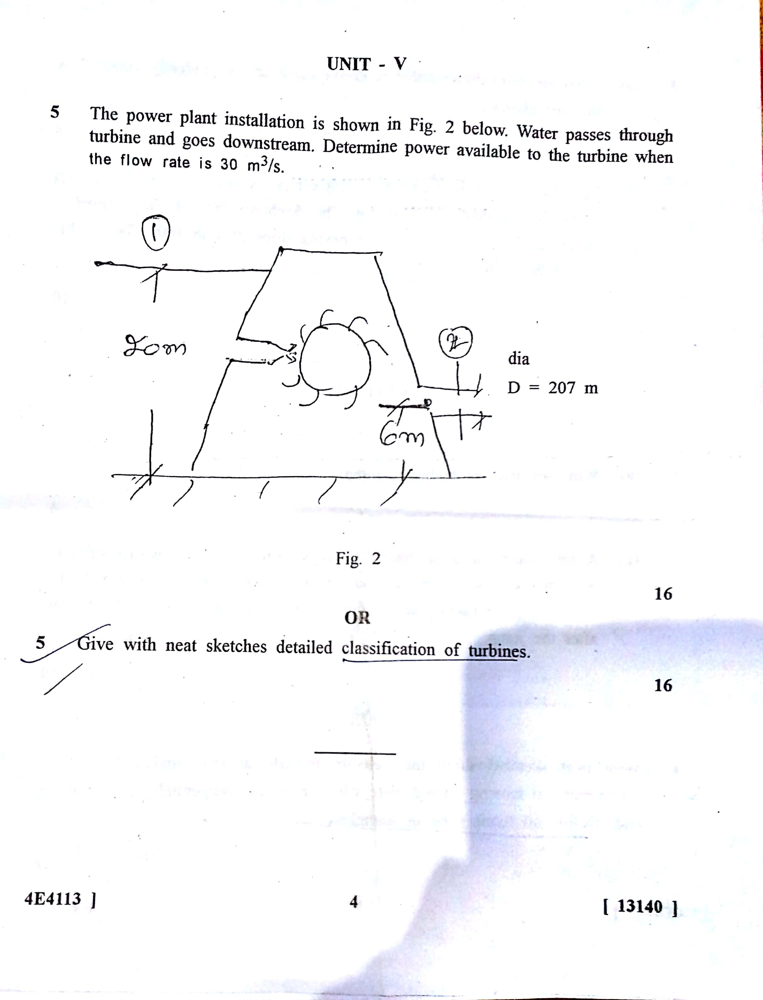 UNIT - V
5 The power plant installation is shown in Fig. 2 below. Water passes through
turbine and goes downstream. Determine power available to the turbine when
the flow rate is 30 m³/s.
1
20m
2
dia
D = 207 m
6m
Fig. 2
16
OR
5 Give with neat sketches detailed classification of turbines.
16
4E4113 ] 4 [ 13140 ]